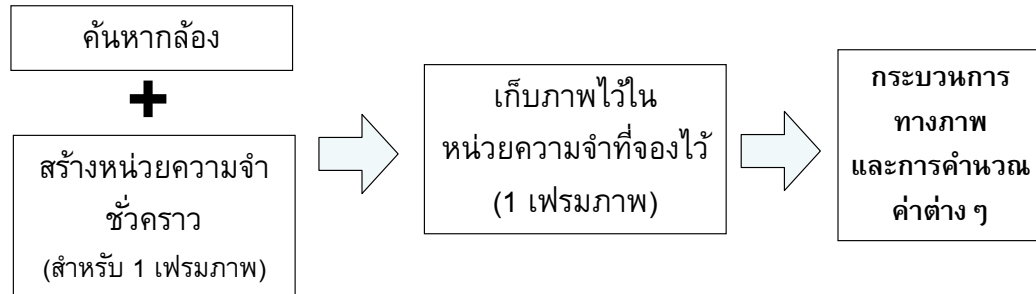 ค้นหากล้อง
+
สร้างหน่วยความจำ
ชั่วคราว
(สำหรับ 1 เฟรมภาพ)
เก็บภาพไว้ใน
หน่วยความจำที่จองไว้
(1 เฟรมภาพ)
กระบวนการ
ทางภาพ
และการคำนวณ
ค่าต่าง ๆ